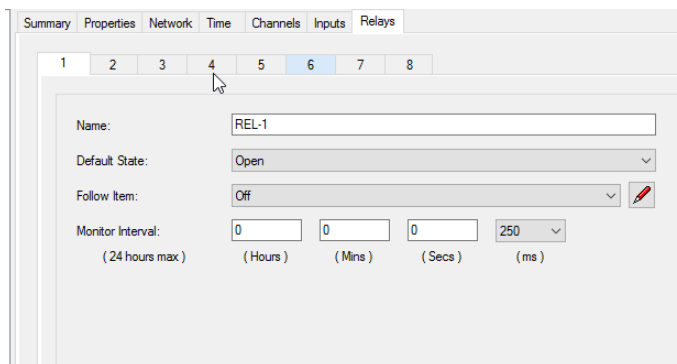 Summary Properties Network Time Channels Inputs Relays
1 2 3 4 5 6 7 8
Name: REL-1
Default State: Open
Follow Item: Off
Monitor Interval: 0 0 0 250
( 24 hours max ) ( Hours ) ( Mins ) ( Secs ) ( ms )